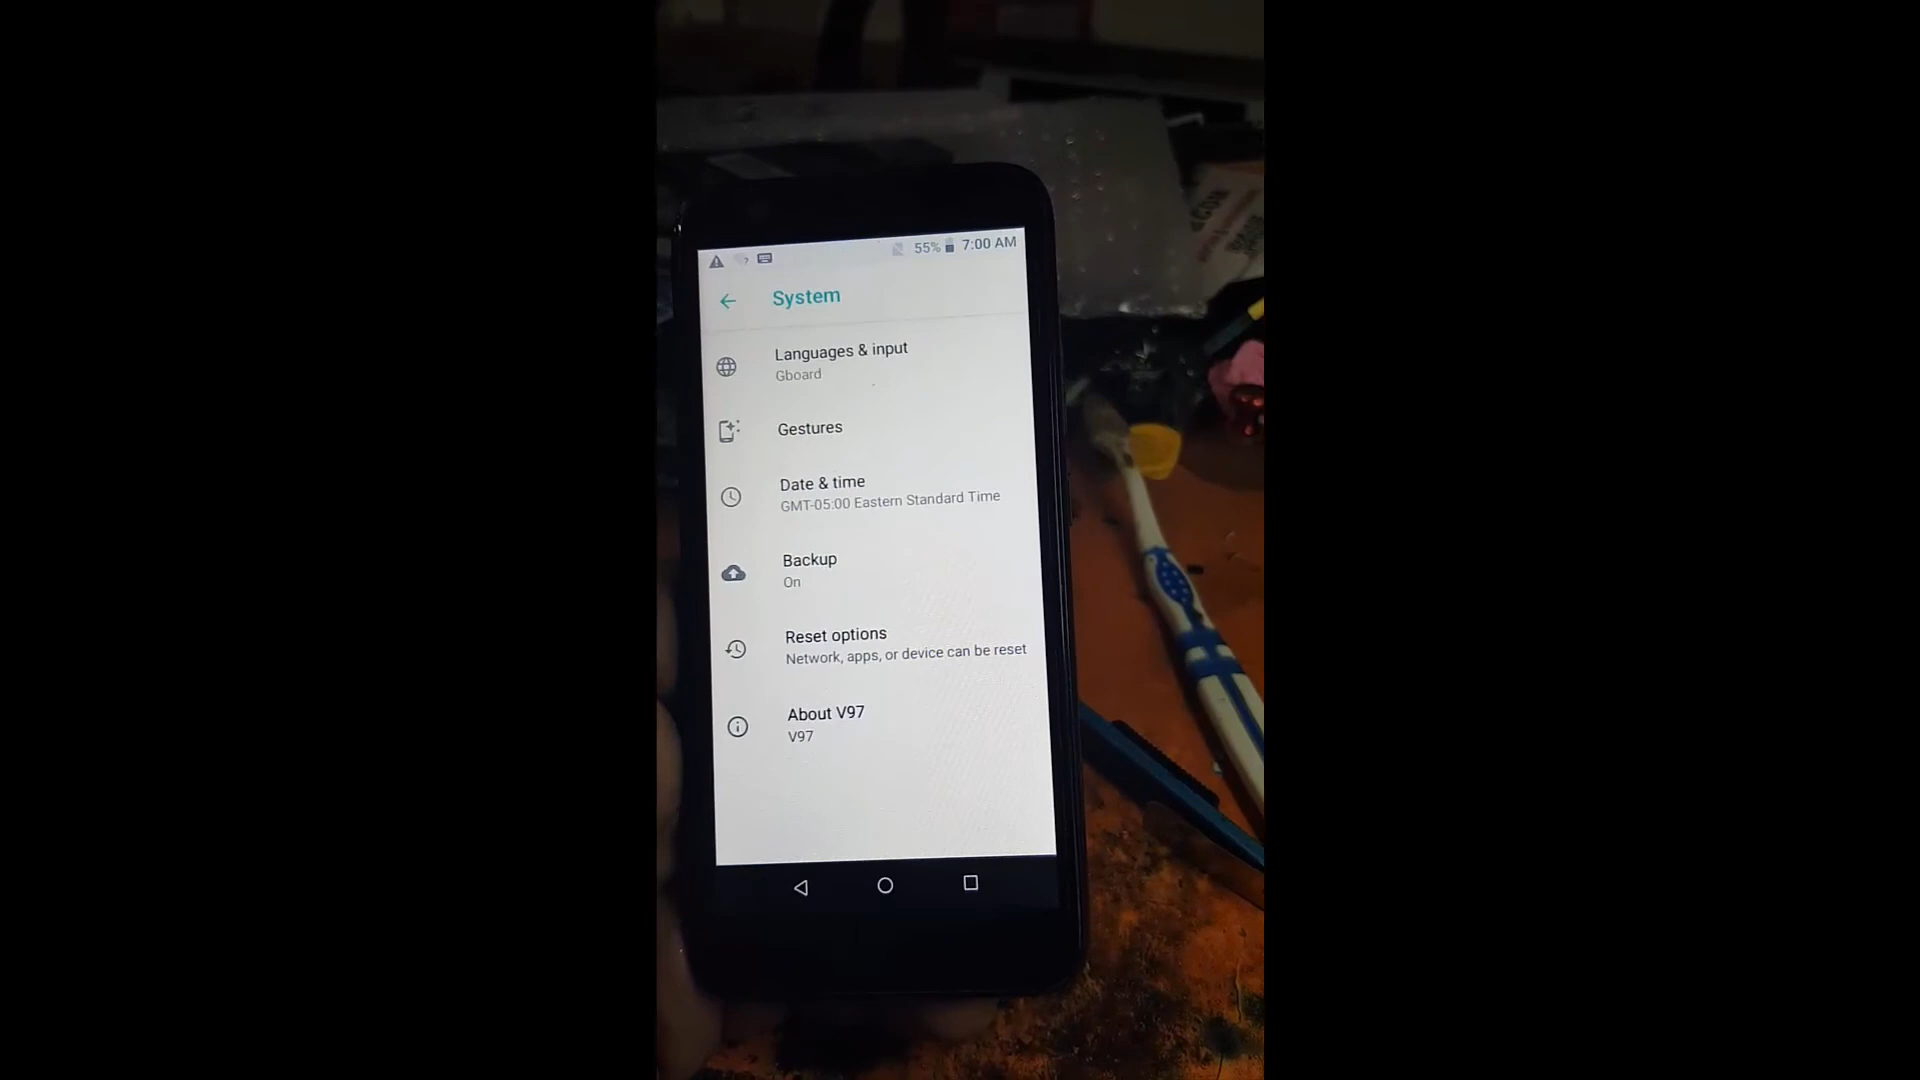 55% 7:00 AM
System
Languages & input
Gboard
Gestures
Date & time
GMT-05:00 Eastern Standard Time
Backup
On
Reset options
Network, apps, or device can be reset
About V97
V97